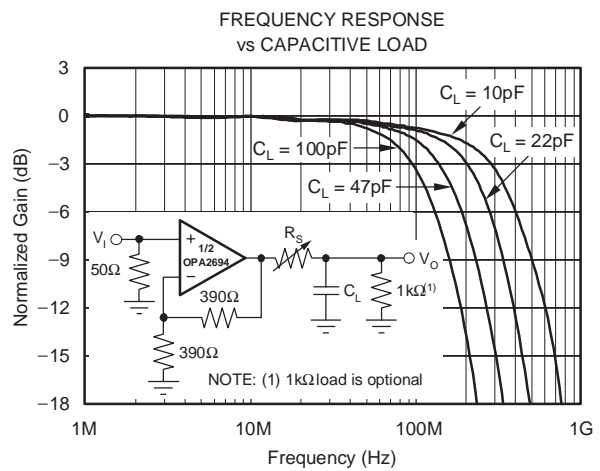 FREQUENCY RESPONSE
vs CAPACITIVE LOAD
Normalized Gain (dB)
3
0
−3
−6
−9
−12
−15
−18
C_L = 10pF
C_L = 22pF
C_L = 100pF
C_L = 47pF
V_I
50Ω
+
−
1/2
OPA2694
R_S
V_O
390Ω
C_L
1kΩ(1)
390Ω
NOTE: (1) 1kΩ load is optional
1M
10M
100M
1G
Frequency (Hz)